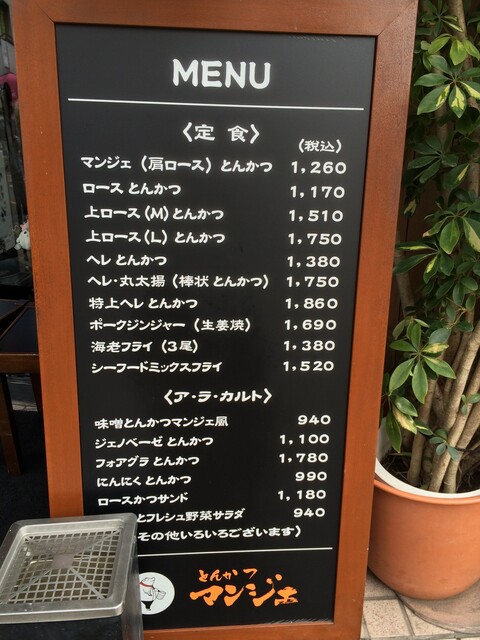 MENU
〈定食〉
(税込)
マンジェ（肩ロース）とんかつ 1,260
ロースとんかつ 1,170
上ロース(M)とんかつ 1,510
上ロース(L)とんかつ 1,750
ヘレとんかつ 1,380
ヘレ・丸太揚（棒状とんかつ）1,750
特上ヘレとんかつ 1,860
ポークジンジャー（生姜焼）1,690
海老フライ（3尾）1,380
シーフードミックスフライ 1,520
〈ア・ラ・カルト〉
味噌とんかつマンジェ風 940
ジェノベーゼとんかつ 1,100
フォアグラとんかつ 1,780
にんにくとんかつ 990
ロースかつサンド 1,180
とフレシュ野菜サラダ 940
その他いろいろございます）
とんかつ
マンジェ